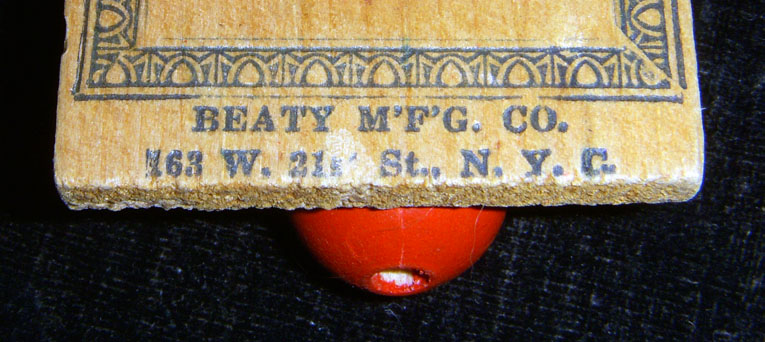 BEATY M'F'G. CO.
163 W. 21st St., N. Y. C.